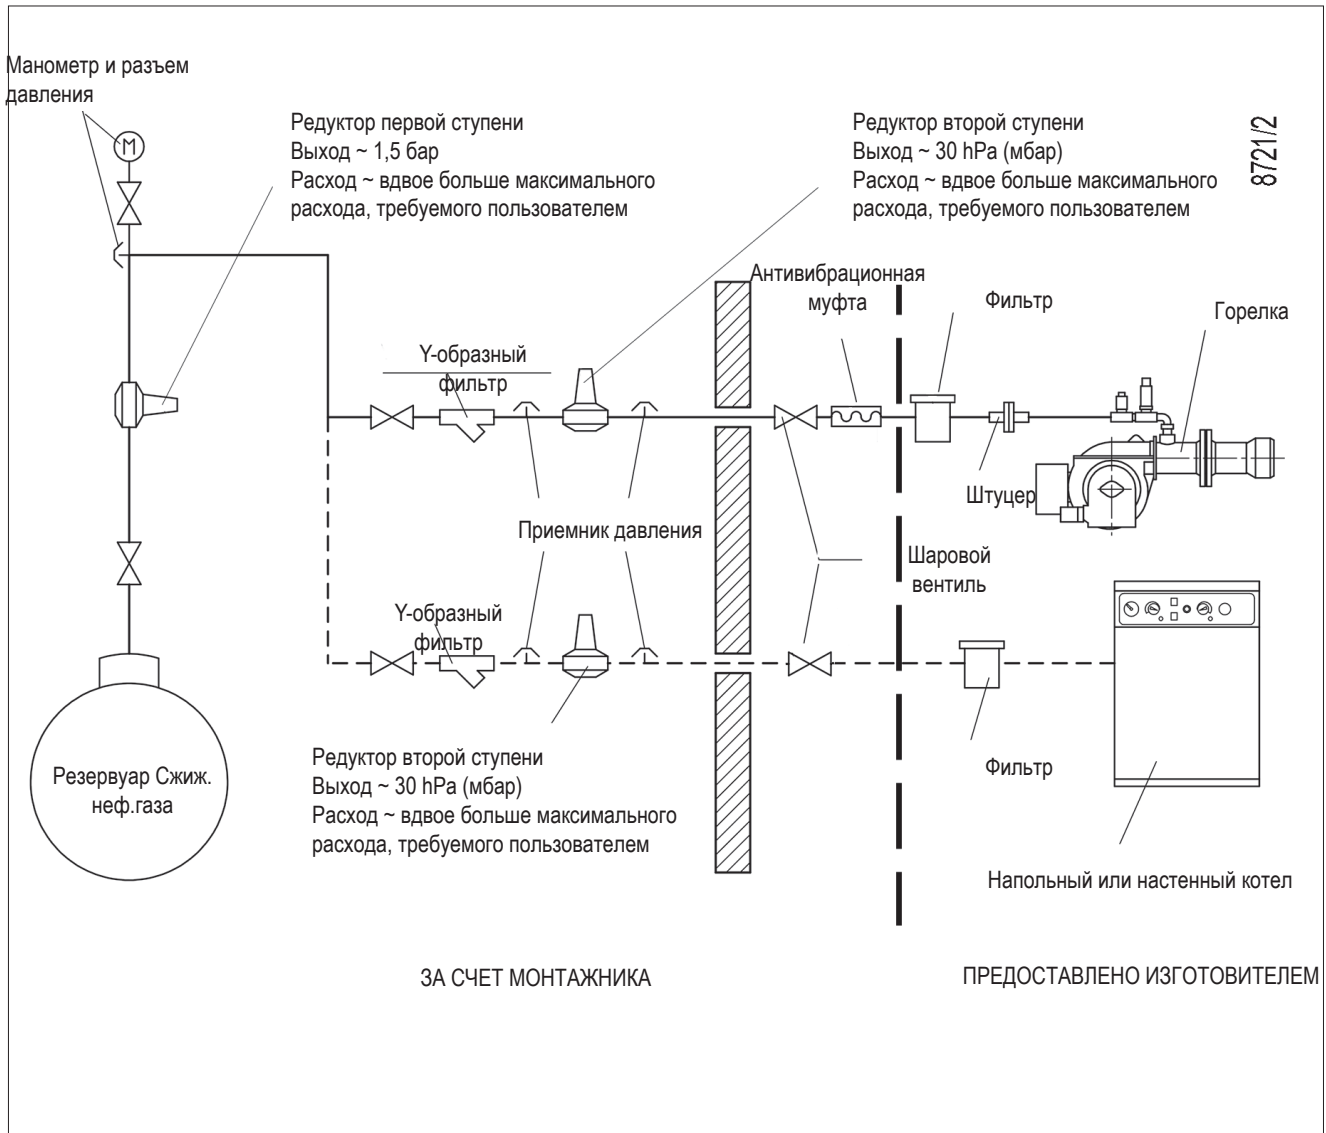 Манометр и разъем
давления
M
Редуктор первой ступени
Выход ~ 1,5 бар
Расход ~ вдвое больше максимального
расхода, требуемого пользователем
Редуктор второй ступени
Выход ~ 30 hPa (мбар)
Расход ~ вдвое больше максимального
расхода, требуемого пользователем
8721/2
Антивибрационная
муфта
Фильтр
Горелка
Y-образный
фильтр
Штуцер
Приемник давления
Шаровой
вентиль
Y-образный
фильтр
Резервуар Сжиж.
неф.газа
Редуктор второй ступени
Выход ~ 30 hPa (мбар)
Расход ~ вдвое больше максимального
расхода, требуемого пользователем
Фильтр
Напольный или настенный котел
ЗА СЧЕТ МОНТАЖНИКА
ПРЕДОСТАВЛЕНО ИЗГОТОВИТЕЛЕМ